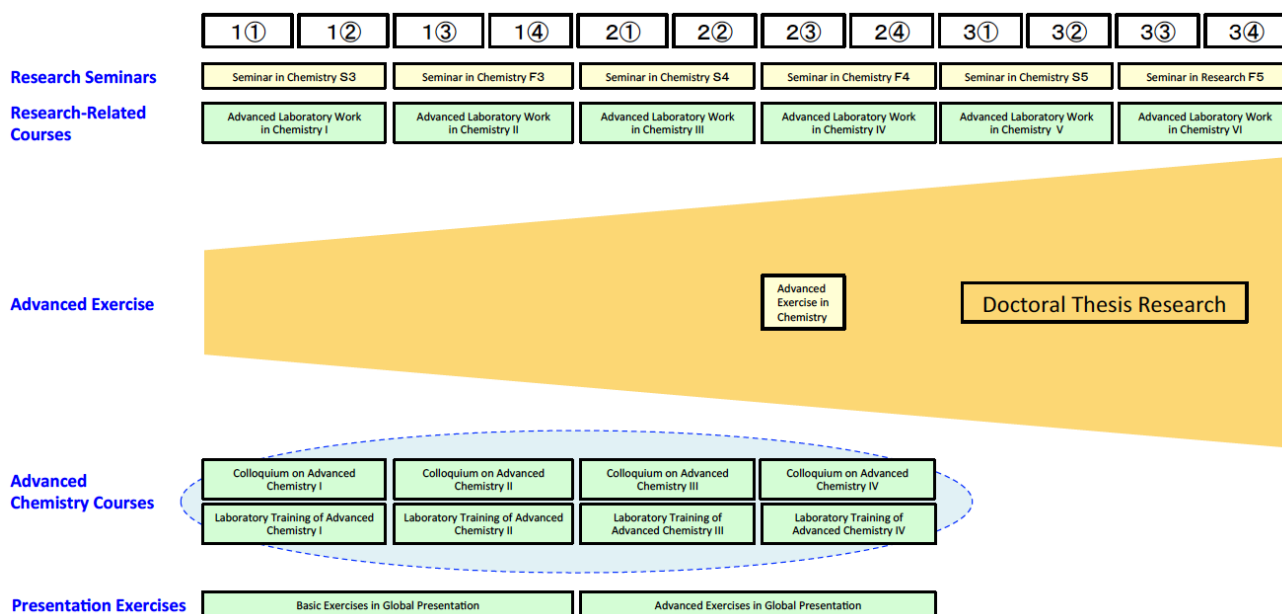 1① 1② 1③ 1④ 2① 2② 2③ 2④ 3① 3② 3③ 3④
Research Seminars
Seminar in Chemistry S3
Seminar in Chemistry F3
Seminar in Chemistry S4
Seminar in Chemistry F4
Seminar in Chemistry S5
Seminar in Research F5
Research-Related
Courses
Advanced Laboratory Work
in Chemistry I
Advanced Laboratory Work
in Chemistry II
Advanced Laboratory Work
in Chemistry III
Advanced Laboratory Work
in Chemistry IV
Advanced Laboratory Work
in Chemistry V
Advanced Laboratory Work
in Chemistry VI
Advanced Exercise
Advanced
Exercise in
Chemistry
Doctoral Thesis Research
Advanced
Chemistry Courses
Colloquium on Advanced
Chemistry I
Colloquium on Advanced
Chemistry II
Colloquium on Advanced
Chemistry III
Colloquium on Advanced
Chemistry IV
Laboratory Training of Advanced
Chemistry I
Laboratory Training of Advanced
Chemistry II
Laboratory Training of
Advanced Chemistry III
Laboratory Training of
Advanced Chemistry IV
Presentation Exercises
Basic Exercises in Global Presentation
Advanced Exercises in Global Presentation